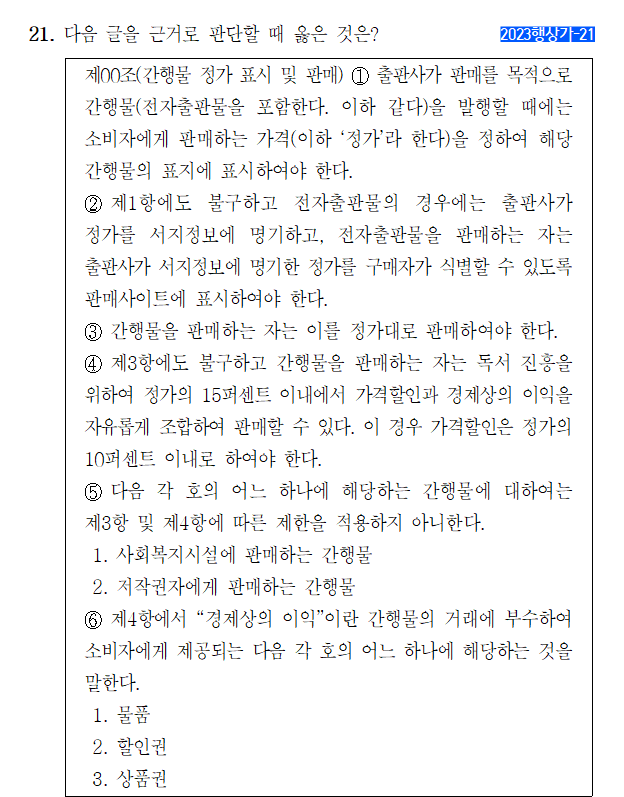 21. 다음 글을 근거로 판단할 때 옳은 것은?
2023행상가-21
제00조(간행물 정가 표시 및 판매) ① 출판사가 판매를 목적으로
간행물(전자출판물을 포함한다. 이하 같다)을 발행할 때에는
소비자에게 판매하는 가격(이하 ‘정가’라 한다)을 정하여 해당
간행물의 표지에 표시하여야 한다.
② 제1항에도 불구하고 전자출판물의 경우에는 출판사가
정가를 서지정보에 명기하고, 전자출판물을 판매하는 자는
출판사가 서지정보에 명기한 정가를 구매자가 식별할 수 있도록
판매사이트에 표시하여야 한다.
③ 간행물을 판매하는 자는 이를 정가대로 판매하여야 한다.
④ 제3항에도 불구하고 간행물을 판매하는 자는 독서 진흥을
위하여 정가의 15퍼센트 이내에서 가격할인과 경제상의 이익을
자유롭게 조합하여 판매할 수 있다. 이 경우 가격할인은 정가의
10퍼센트 이내로 하여야 한다.
⑤ 다음 각 호의 어느 하나에 해당하는 간행물에 대하여는
제3항 및 제4항에 따른 제한을 적용하지 아니한다.
1. 사회복지시설에 판매하는 간행물
2. 저작권자에게 판매하는 간행물
⑥ 제4항에서 “경제상의 이익”이란 간행물의 거래에 부수하여
소비자에게 제공되는 다음 각 호의 어느 하나에 해당하는 것을
말한다.
1. 물품
2. 할인권
3. 상품권